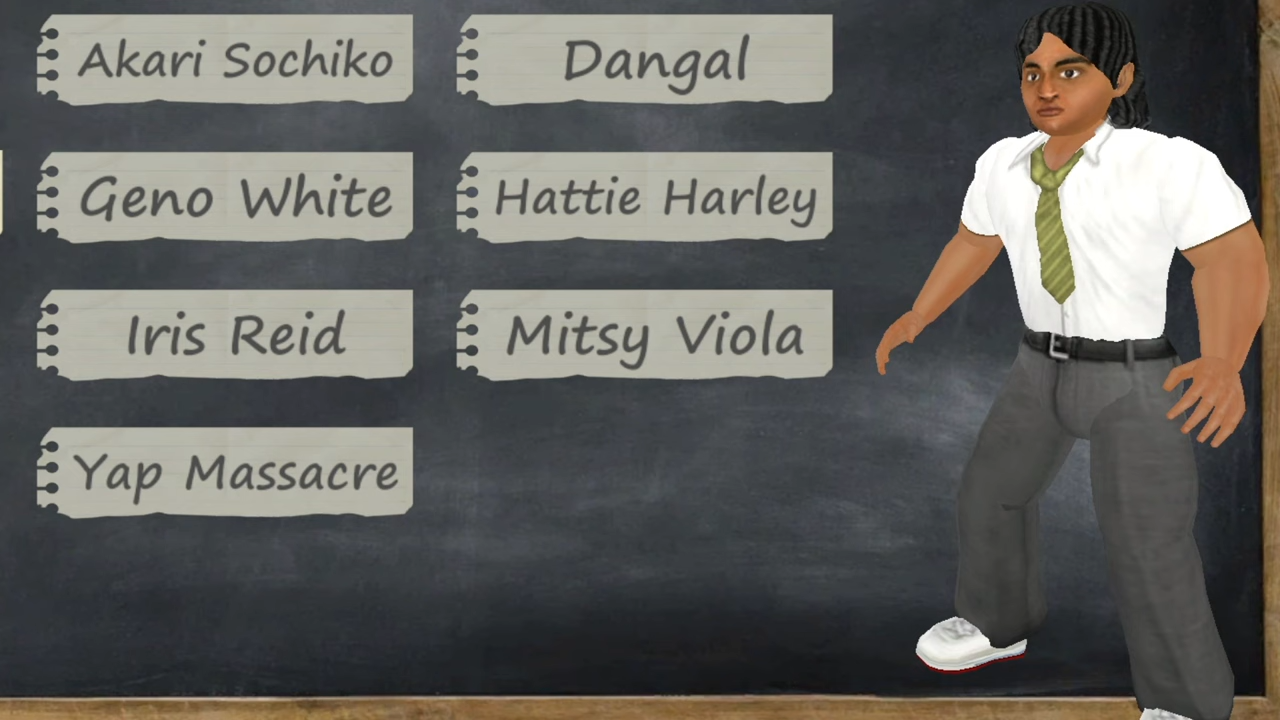 Akari Sochiko
Dangal
Geno White
Hattie Harley
Iris Reid
Mitsy Viola
Yap Massacre